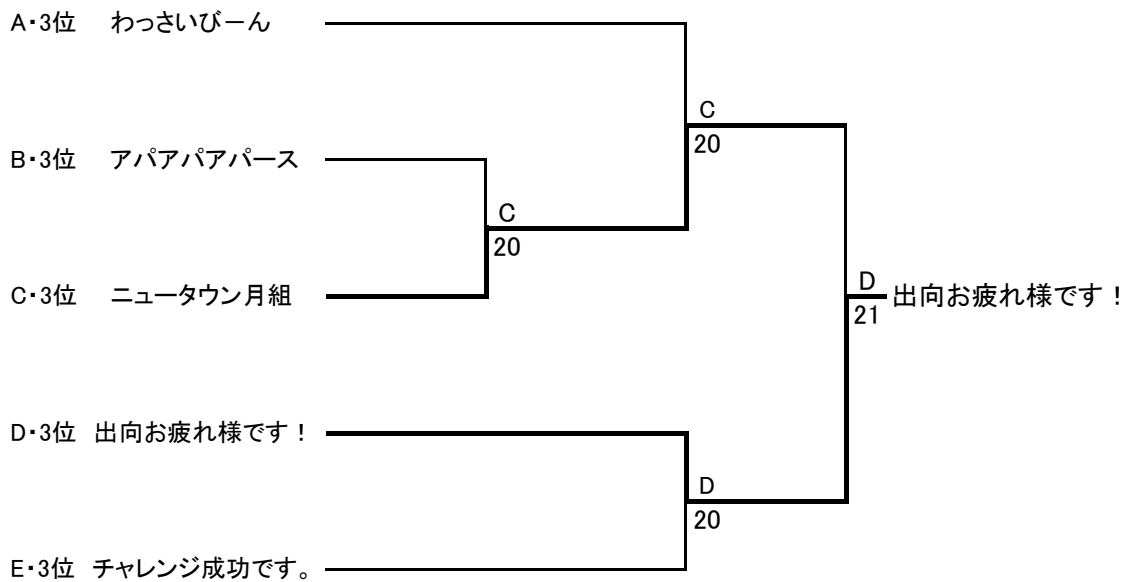 A・3位 わっさいびーん
C
20
B・3位 アパアパアパース
C
20
C・3位 ニュータウン月組
D
21
出向お疲れ様です！
D・3位 出向お疲れ様です！
D
20
E・3位 チャレンジ成功です。